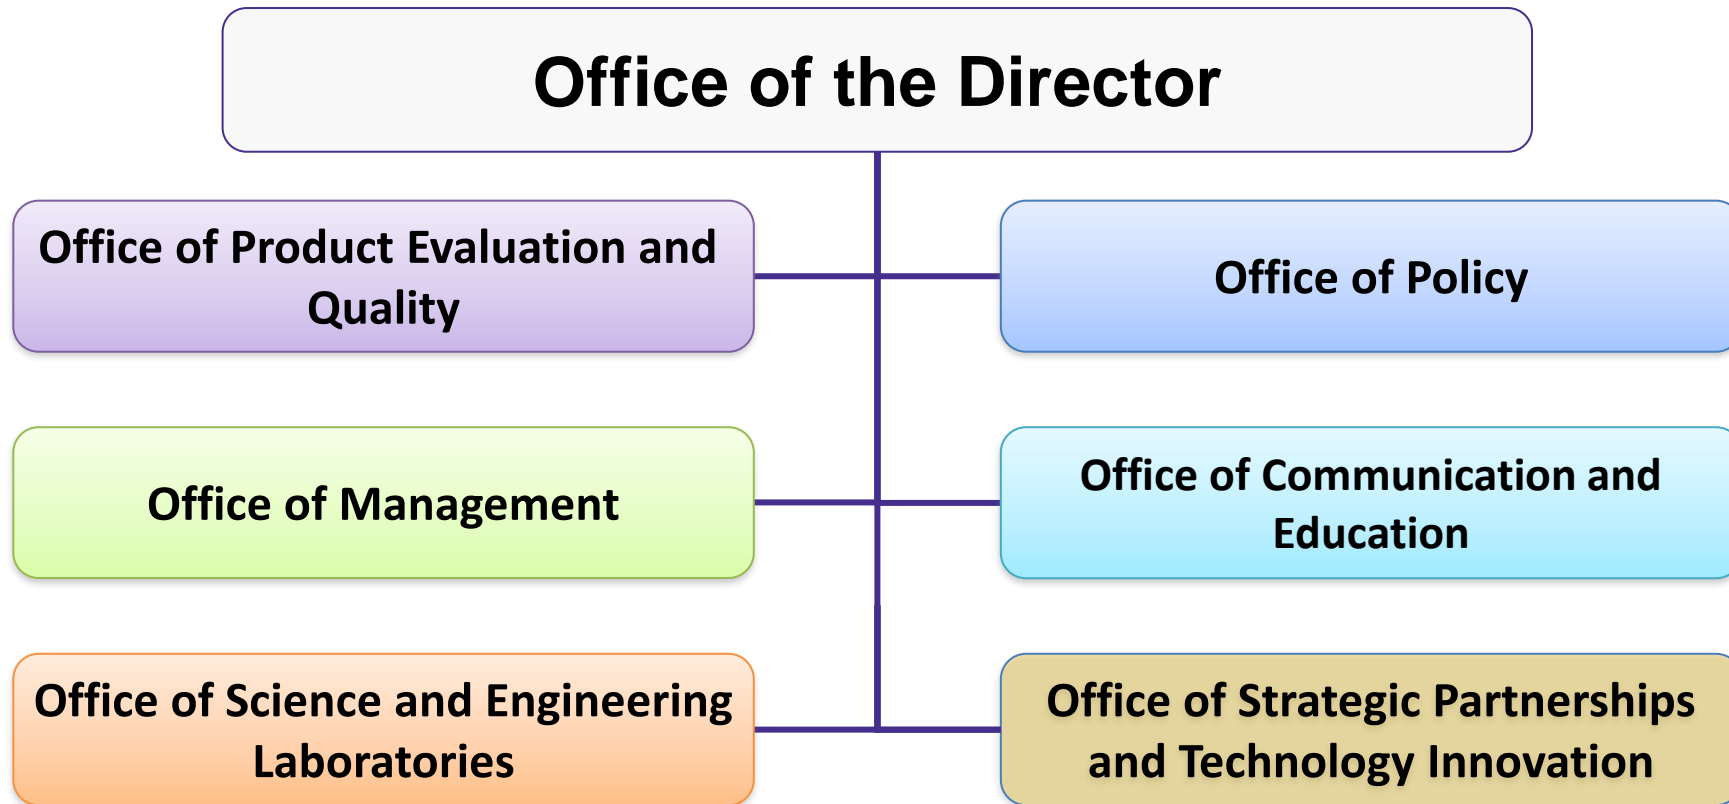 Office of the Director
Office of Product Evaluation and
Quality
Office of Policy
Office of Management
Office of Communication and
Education
Office of Science and Engineering
Laboratories
Office of Strategic Partnerships
and Technology Innovation